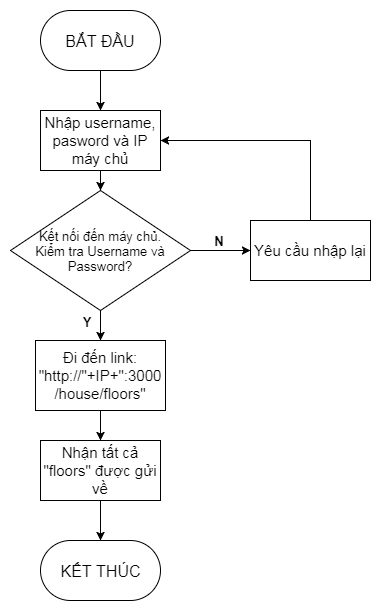 BẮT ĐẦU
Nhập username,
pasword và IP
máy chủ
Kết nối đến máy chủ.
Kiểm tra Username và
Password?
N
Yêu cầu nhập lại
Y
Đi đến link:
"http://"+IP+":3000
/house/floors"
Nhận tất cả
"floors" được gửi
về
KẾT THÚC